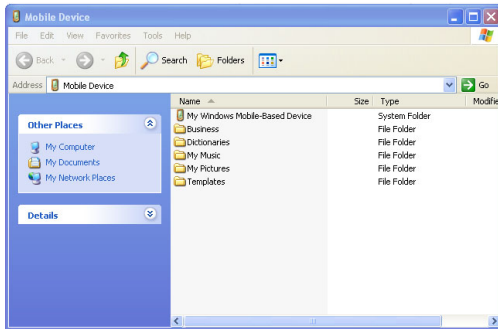 Mobile Device
File Edit View Favorites Tools Help
Back Search Folders
Address Mobile Device Go
Name Size Type Modifie
Other Places
My Computer
My Documents
My Network Places
Details
My Windows Mobile-Based Device System Folder
Business File Folder
Dictionaries File Folder
My Music File Folder
My Pictures File Folder
Templates File Folder